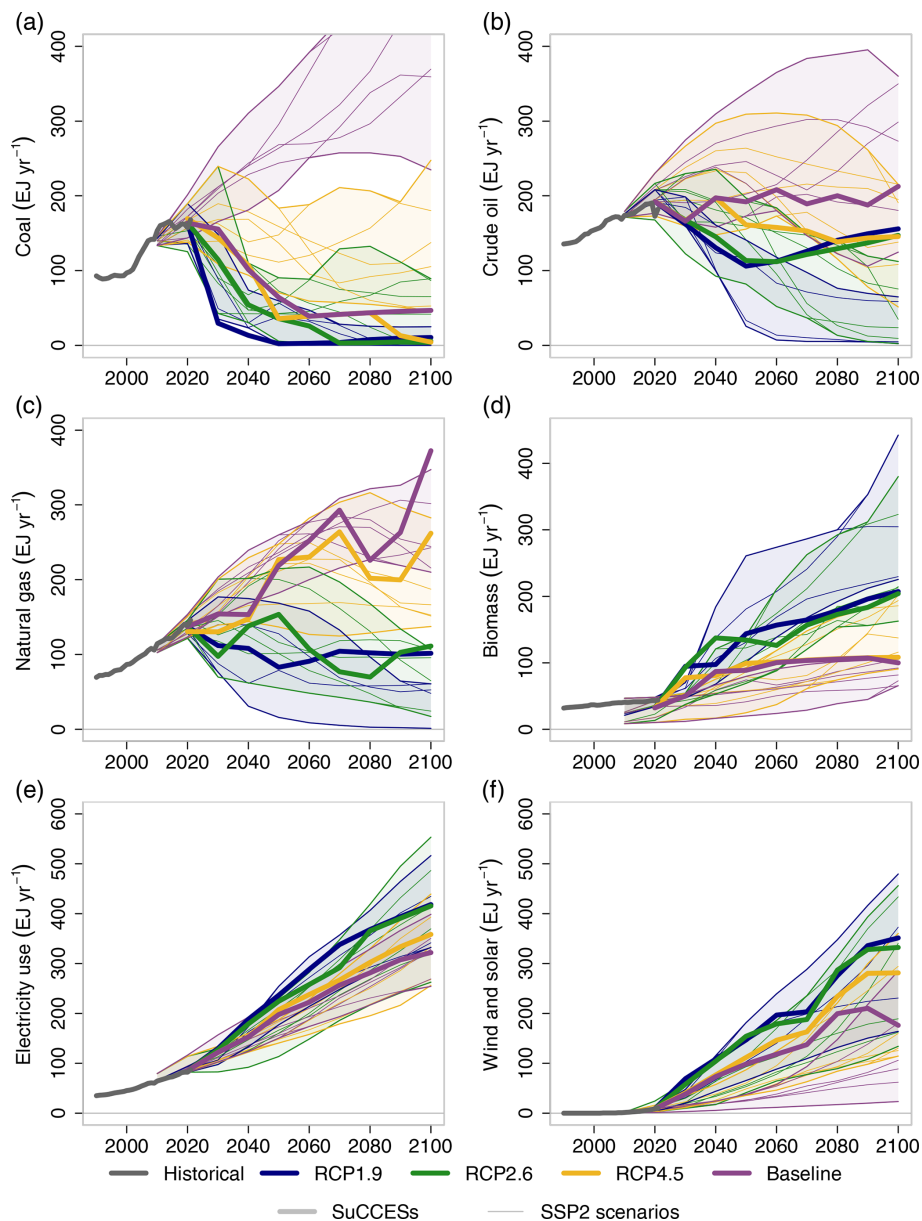 (a) (b)
Coal (EJ yr⁻¹)
0 100 200 300 400
2000 2020 2040 2060 2080 2100
Crude oil (EJ yr⁻¹)
0 100 200 300 400
2000 2020 2040 2060 2080 2100
(c) (d)
Natural gas (EJ yr⁻¹)
0 100 200 300 400
2000 2020 2040 2060 2080 2100
Biomass (EJ yr⁻¹)
0 100 200 300 400
2000 2020 2040 2060 2080 2100
(e) (f)
Electricity use (EJ yr⁻¹)
0 100 200 300 400 500 600
2000 2020 2040 2060 2080 2100
Wind and solar (EJ yr⁻¹)
0 100 200 300 400 500 600
2000 2020 2040 2060 2080 2100
Historical RCP1.9 RCP2.6 RCP4.5 Baseline
SuCCESs SSP2 scenarios